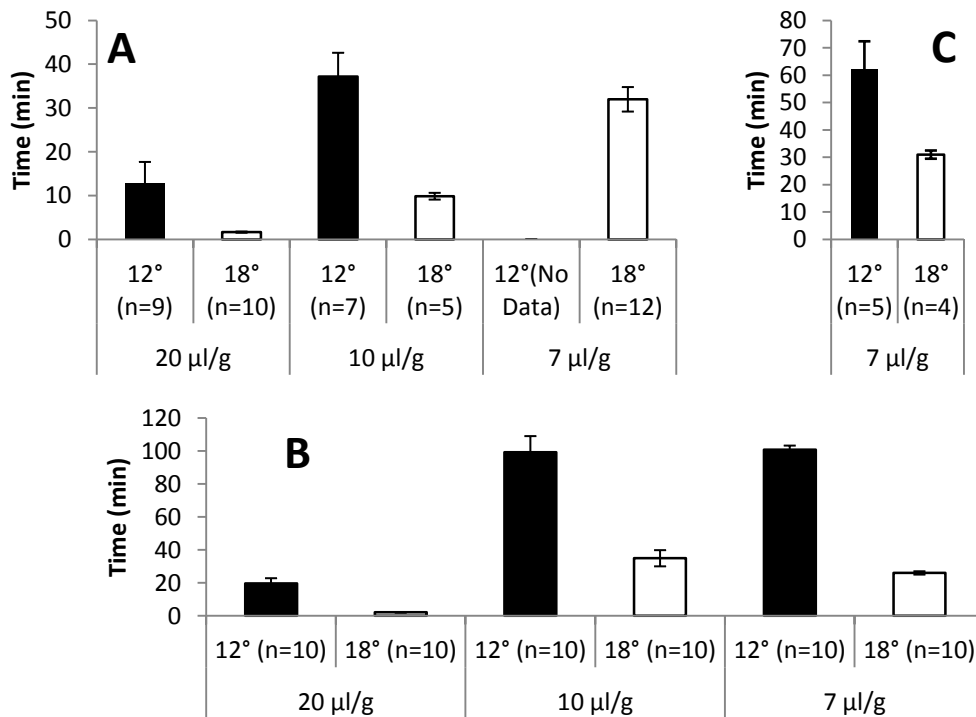 A
Time (min)
50
40
30
20
10
0
12° 18° 12° 18° 12°(No 18°
(n=9) (n=10) (n=7) (n=5) Data) (n=12)
20 µl/g 10 µl/g 7 µl/g
C
Time (min)
80
70
60
50
40
30
20
10
0
12° 18°
(n=5) (n=4)
7 µl/g
B
Time (min)
120
100
80
60
40
20
0
12° (n=10) 18° (n=10) 12° (n=10) 18° (n=10) 12° (n=10) 18° (n=10)
20 µl/g 10 µl/g 7 µl/g